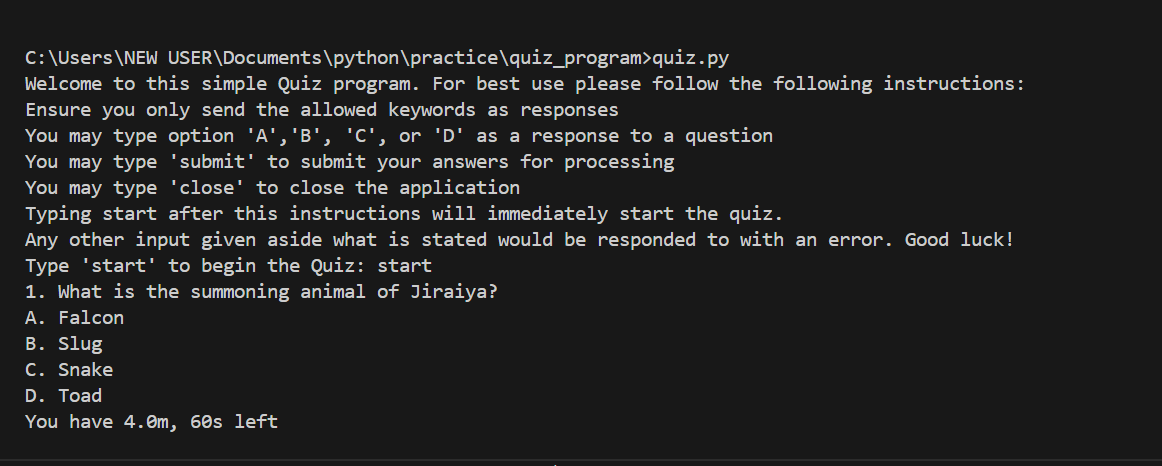 C:\Users\NEW USER\Documents\python\practice\quiz_program>quiz.py
Welcome to this simple Quiz program. For best use please follow the following instructions:
Ensure you only send the allowed keywords as responses
You may type option 'A','B', 'C', or 'D' as a response to a question
You may type 'submit' to submit your answers for processing
You may type 'close' to close the application
Typing start after this instructions will immediately start the quiz.
Any other input given aside what is stated would be responded to with an error. Good luck!
Type 'start' to begin the Quiz: start
1. What is the summoning animal of Jiraiya?
A. Falcon
B. Slug
C. Snake
D. Toad
You have 4.0m, 60s left